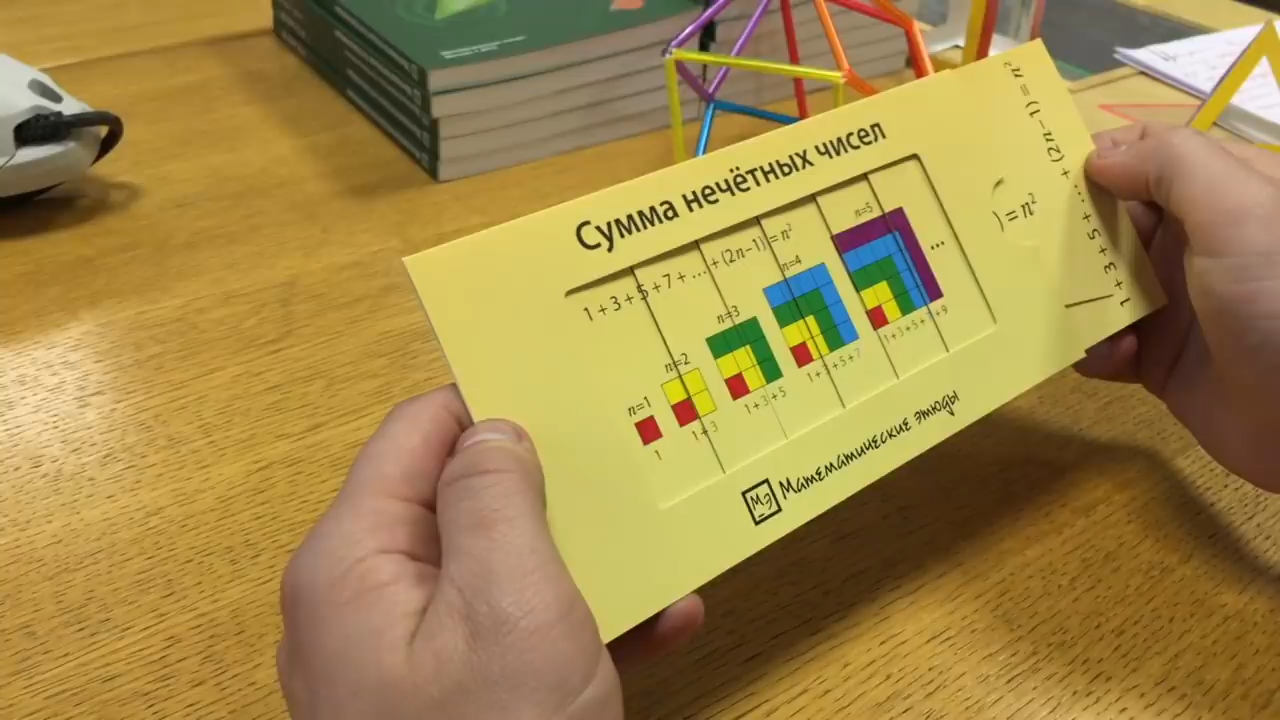 Сумма нечётных чисел
1+3+5+7+...+(2n−1)=n²
n=1
1
n=2
1+3
n=3
1+3+5
n=4
1+3+5+7
n=5
1+3+5+7+9
...
)=n²
1+3+5+...+(2n−1)=n²
МЭ Математические этюды